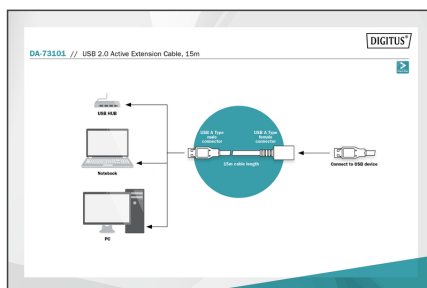 DIGITUS®
DA-73101 // USB 2.0 Active Extension Cable, 15m
USB HUB
USB A Type
male
connector
USB A Type
female
connector
15m cable length
Notebook
Connect to USB device
PC